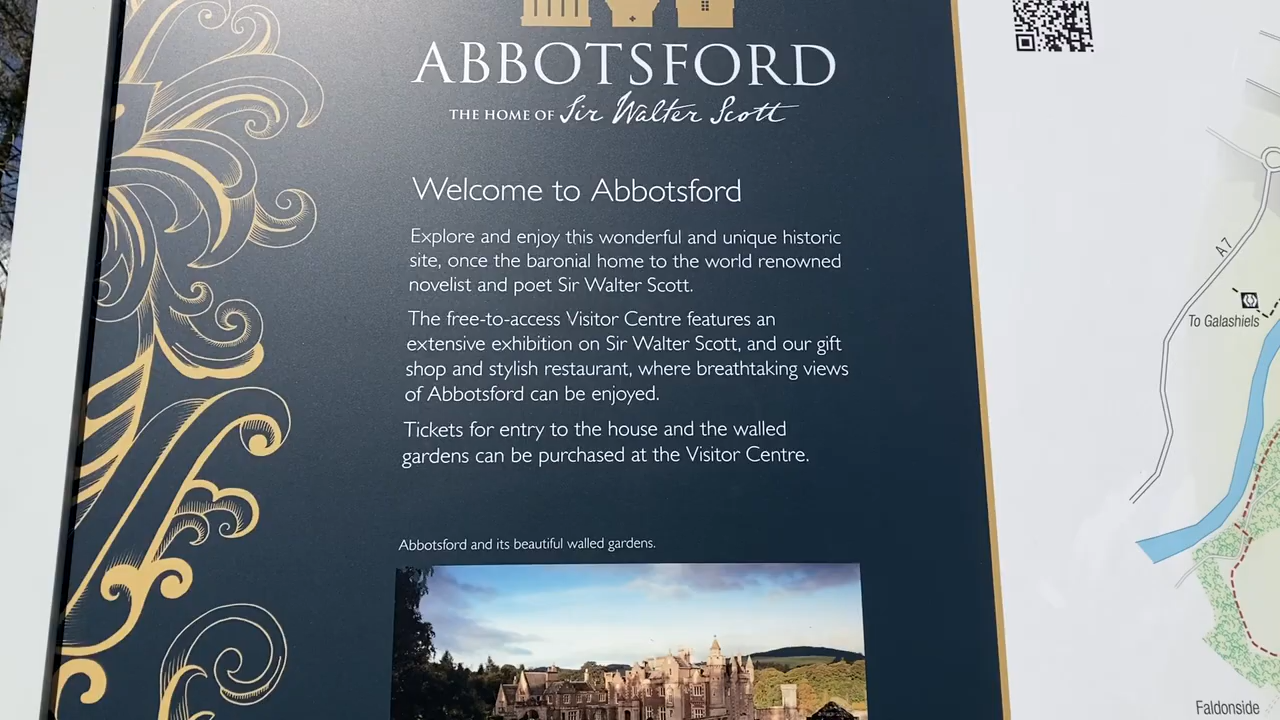 ABBOTSFORD
THE HOME OF Sir Walter Scott
Welcome to Abbotsford
Explore and enjoy this wonderful and unique historic
site, once the baronial home to the world renowned
novelist and poet Sir Walter Scott.
The free-to-access Visitor Centre features an
extensive exhibition on Sir Walter Scott, and our gift
shop and stylish restaurant, where breathtaking views
of Abbotsford can be enjoyed.
Tickets for entry to the house and the walled
gardens can be purchased at the Visitor Centre.
Abbotsford and its beautiful walled gardens.
A7
To Galashiels
Faldonside